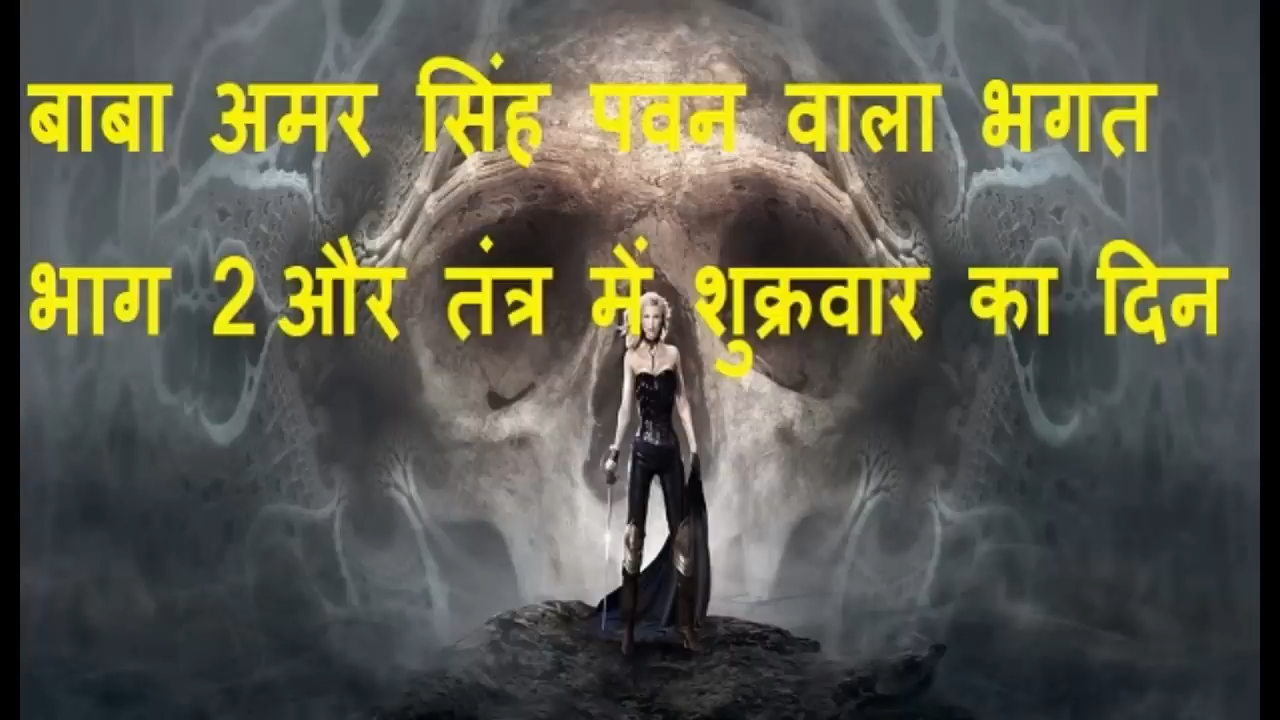 बाबा अमर सिंह पवन वाला भगत
भाग 2 और तंत्र में शुक्रवार का दिन